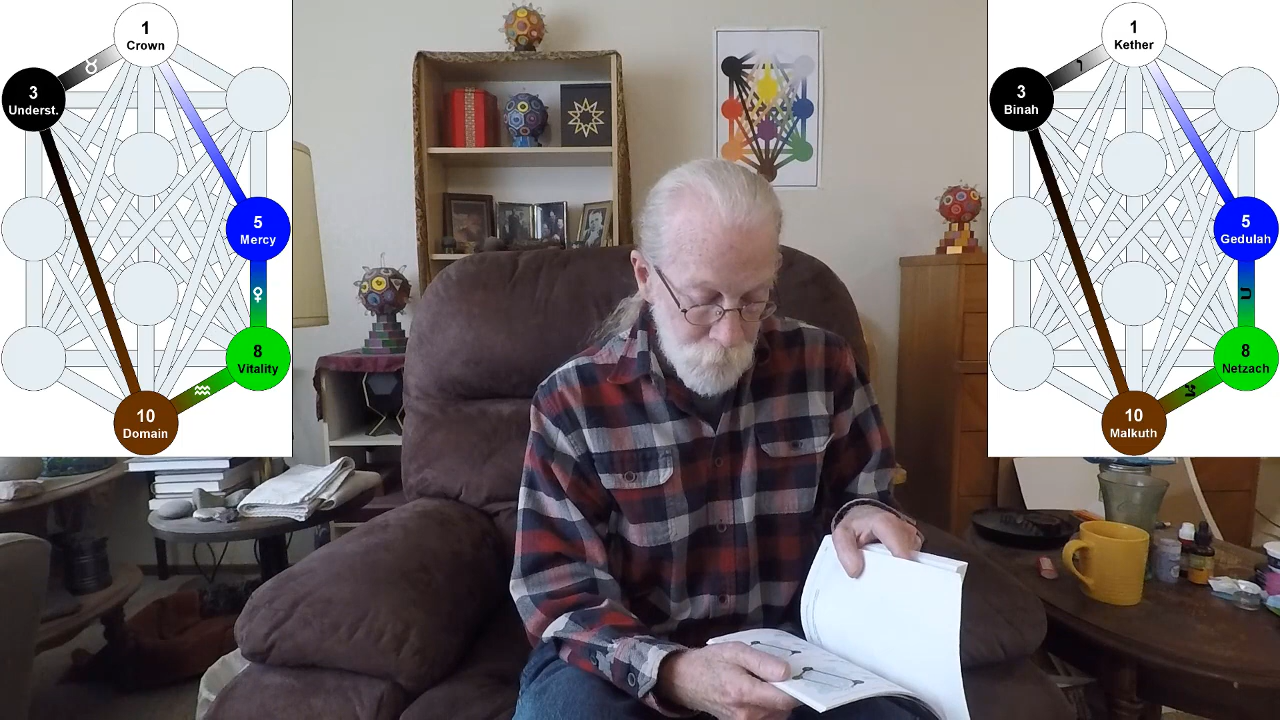 1
Crown
3
Underst.
♉
5
Mercy
♀
8
Vitality
♒
10
Domain
1
Kether
3
Binah
ו
5
Gedulah
נ
8
Netzach
צ
10
Malkuth